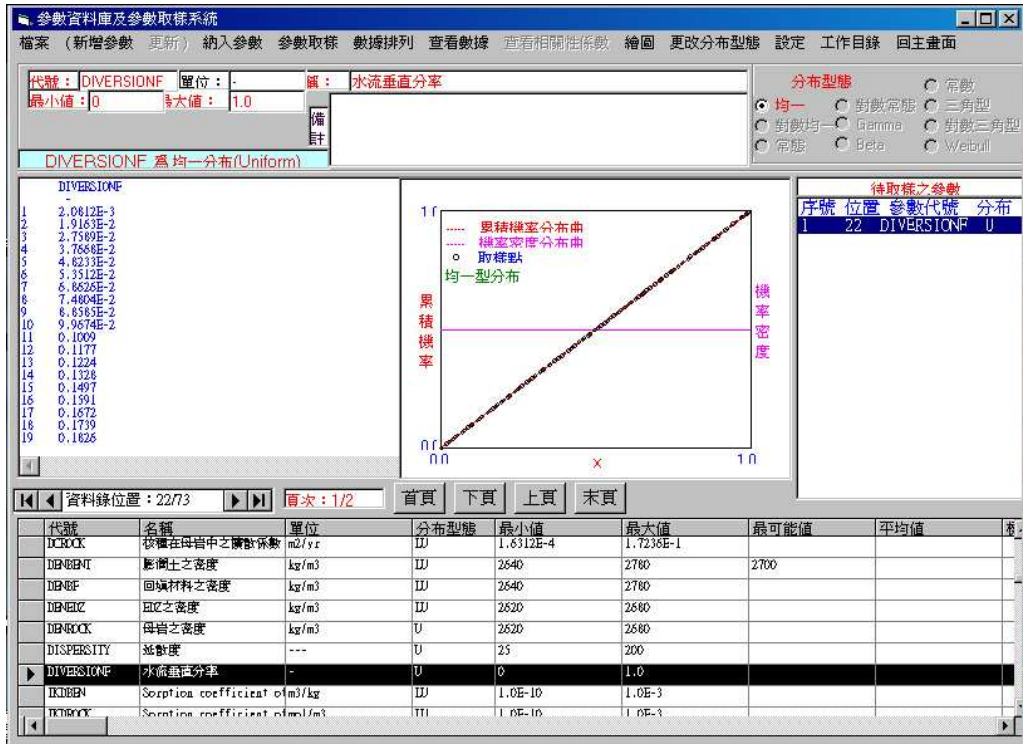 參數資料庫及參數取樣系統
檔案 (新增參數 更新) 納入參數 參數取樣 數據排列 查看數據 查看相關性係數 繪圖 更改分布型態 設定 工作目錄 回主畫面
代號： DIVERSIONF 單位： - 水流垂直分率
最小值： 0 最大值： 1.0
備註
DIVERSIONF 為 均一分布(Uniform)
分布型態 常數
均一 對數常態 三角型
對數均一 Gamma 對數三角型
常態 Beta Weibull
DIVERSIONF
-
1 2.0812E-3
2 1.9163E-2
3 2.7589E-2
4 3.7668E-2
5 4.8233E-2
6 5.3512E-2
7 6.8626E-2
8 7.4804E-2
9 8.8585E-2
10 9.9674E-2
11 0.1009
12 0.1177
13 0.1224
14 0.1328
15 0.1497
16 0.1591
17 0.1672
18 0.1739
19 0.1826
累積機率分布曲
機率密度分布曲
取樣點
均一型分布
累積機率
機率密度
X
待取樣之參數
序號 位置 參數代號 分布
1 22 DIVERSIONF U
資料錄位置：22/73 頁次：1/2 首頁 下頁 上頁 末頁
代號 名稱 單位 分布型態 最小值 最大值 最可能值 平均值
DCROCK 核種在母岩中之擴散係數 m2/yr LU 1.6312E-4 1.7236E-1
DENBENT 膨潤土之密度 kg/m3 LU 2640 2780 2700
DENBF 回填材料之密度 kg/m3 LU 2640 2780
DENEDZ EDZ之密度 kg/m3 LU 2620 2680
DENROCK 母岩之密度 kg/m3 U 2620 2680
DISPERSITY 延散度 --- U 25 200
DIVERSIONF 水流垂直分率 - U 0 1.0
IKDBEN Sorption coefficient of m3/kg LU 1.0E-10 1.0E-3
IKDROCK Sorption coefficient of mol/m3 LU 1.0E-10 1.0E-3